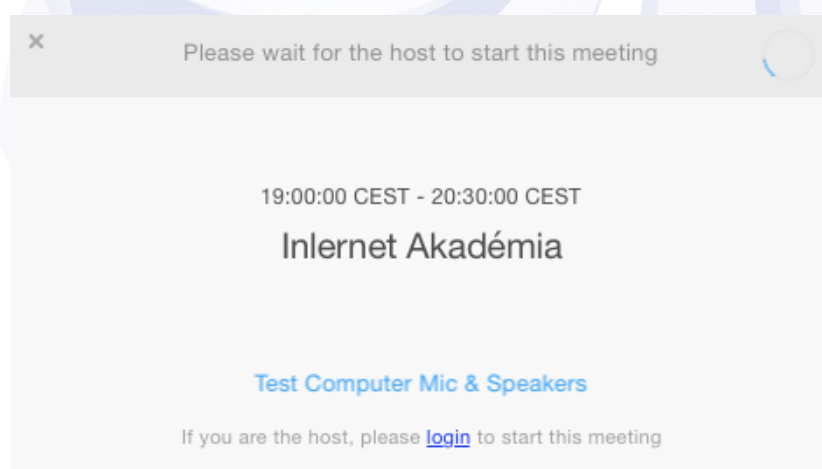 Please wait for the host to start this meeting
19:00:00 CEST - 20:30:00 CEST
Inlernet Akadémia
Test Computer Mic & Speakers
If you are the host, please login to start this meeting